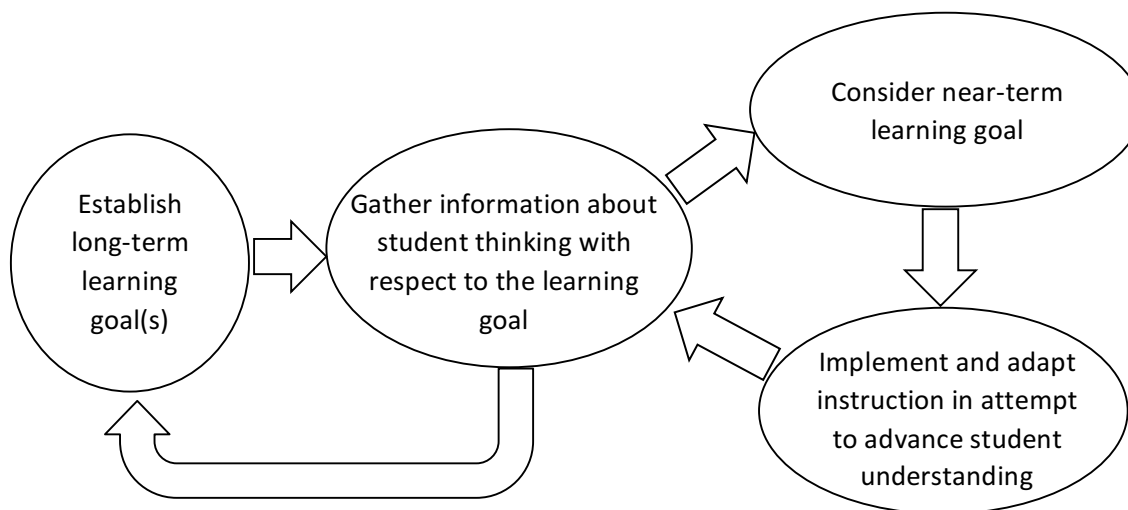 Establish
long-term
learning
goal(s)
Gather information about
student thinking with
respect to the learning
goal
Consider near-term
learning goal
Implement and adapt
instruction in attempt
to advance student
understanding